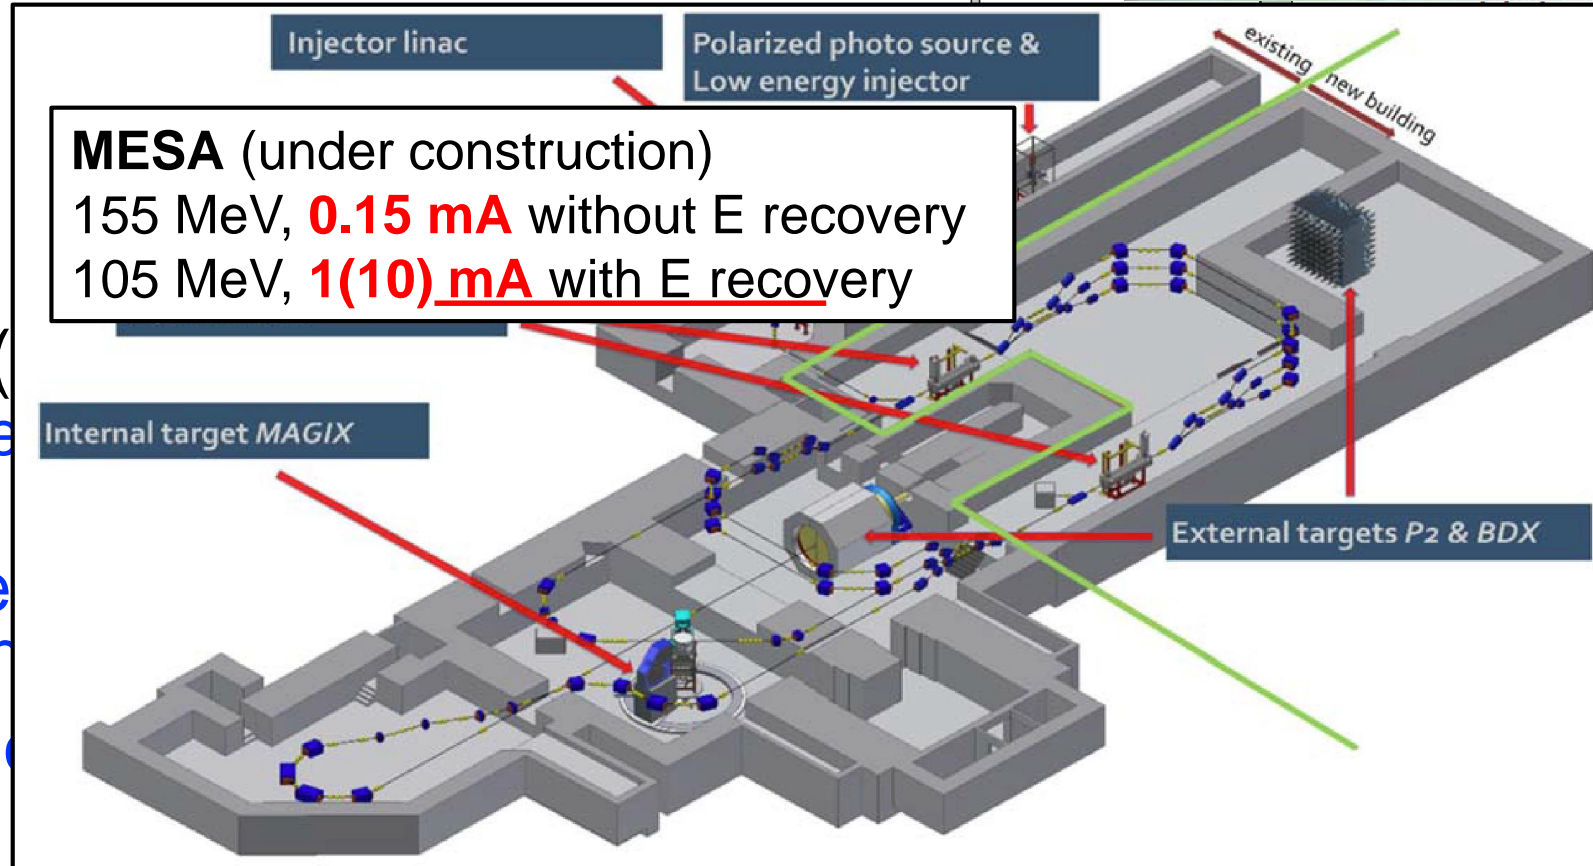 Injector linac
Polarized photo source &
Low energy injector
existing
new building
MESA (under construction)
155 MeV, 0.15 mA without E recovery
105 MeV, 1(10) mA with E recovery
Internal target MAGIX
External targets P2 & BDX